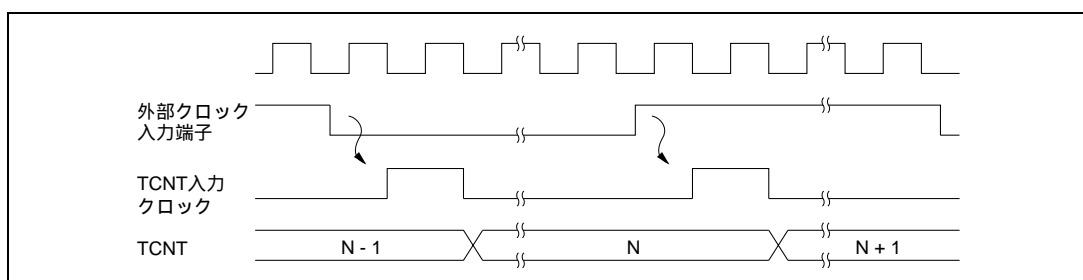 外部クロック
入力端子
TCNT入力
クロック
TCNT
N - 1
N
N + 1